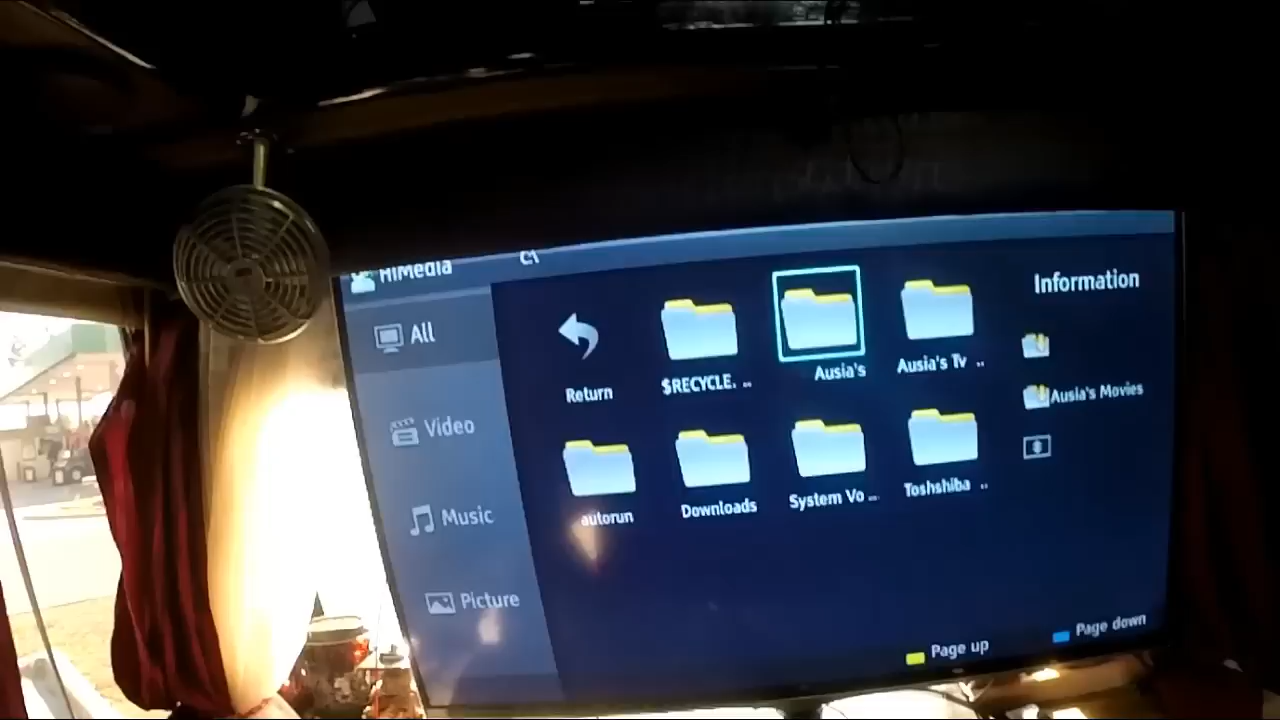 HiMedia
C:\
All
Video
Music
Picture
Return
$RECYCLE. ..
Ausia's
Ausia's Tv ..
autorun
Downloads
System Vo ...
Toshshiba ..
Information
Ausia's Movies
Page up
Page down